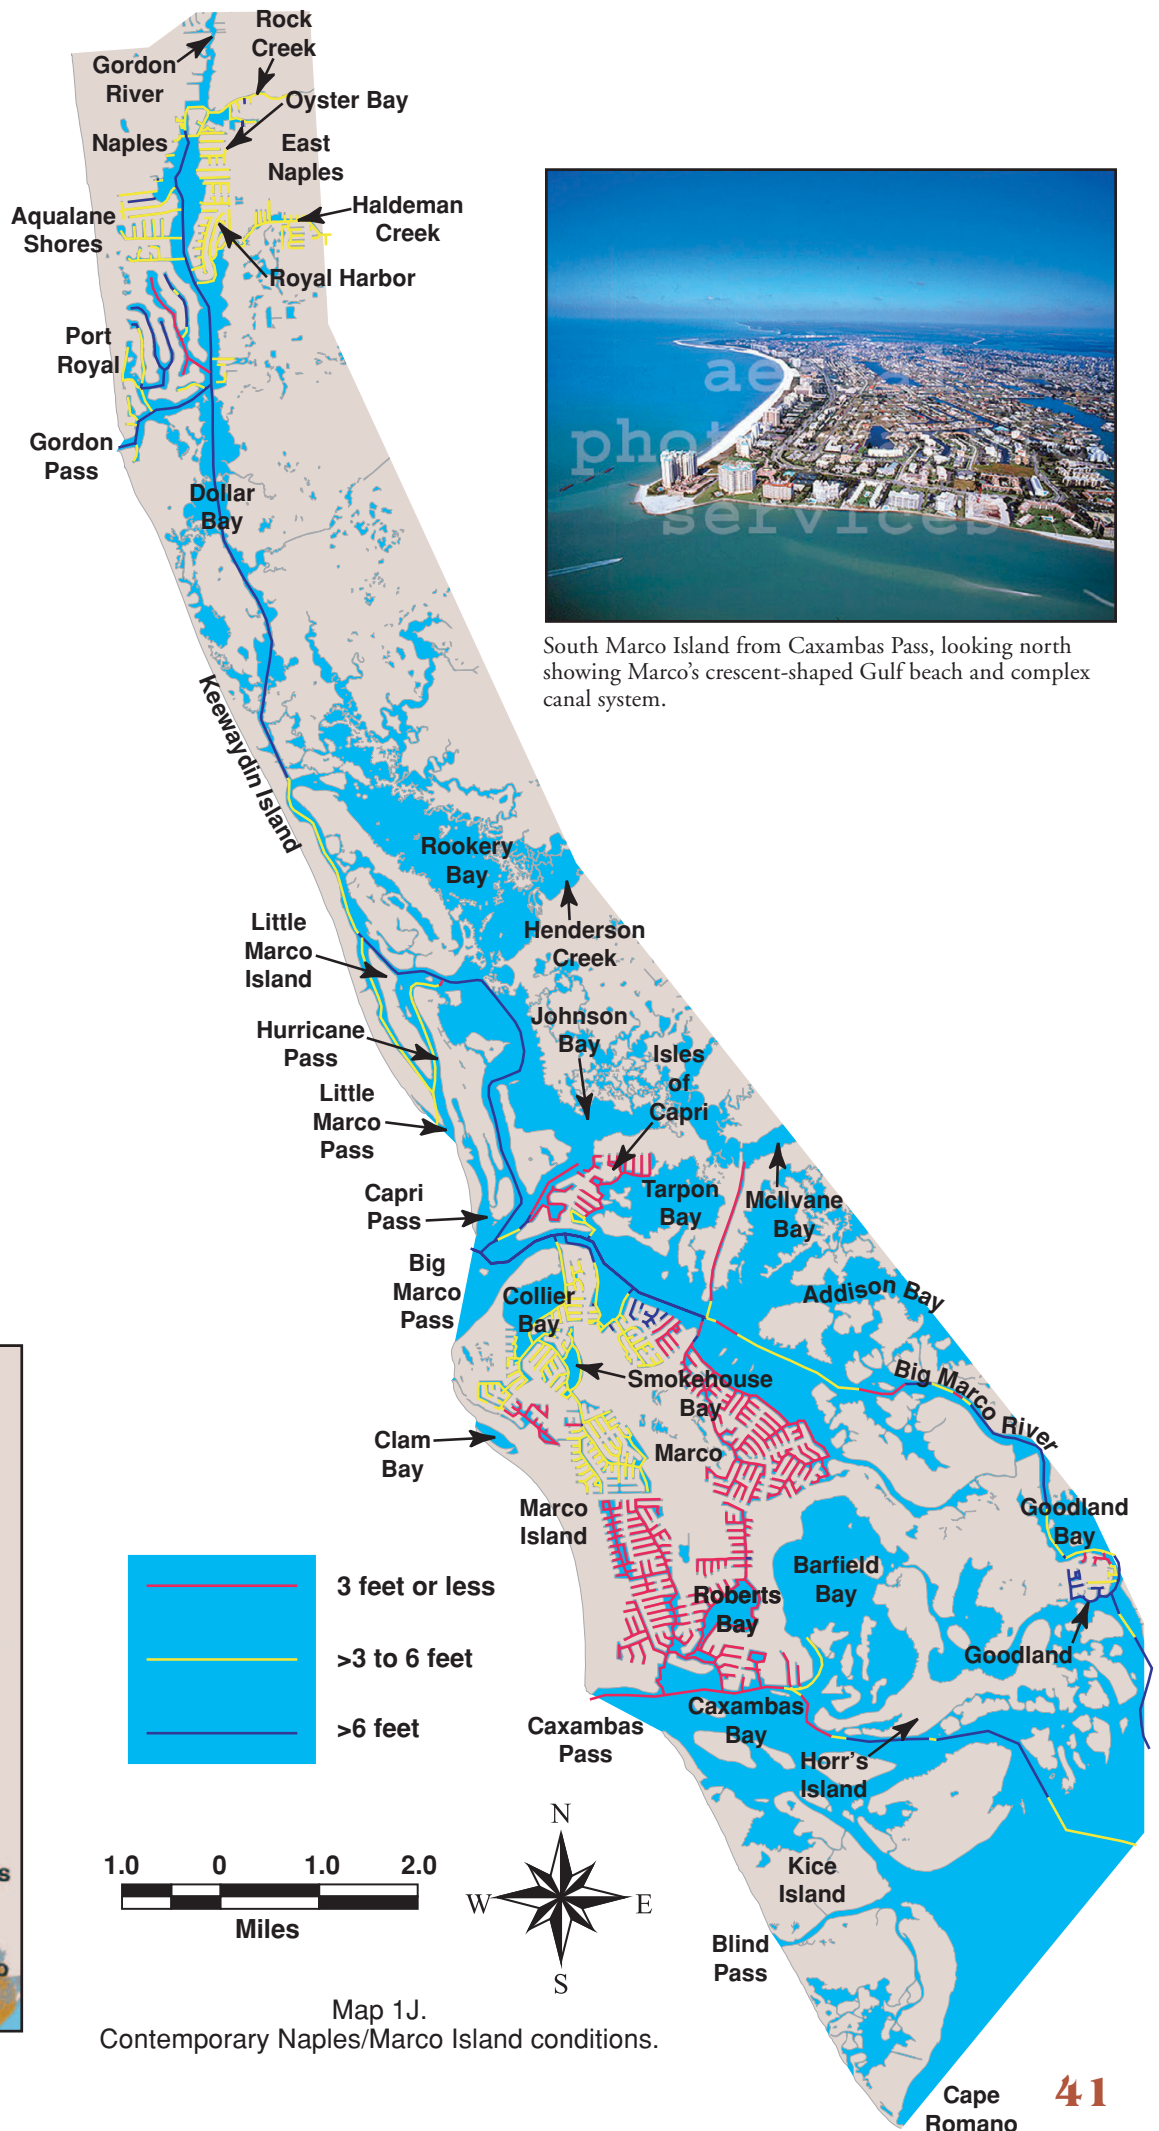 Rock
Creek
Gordon
River
Oyster Bay
Naples
East
Naples
Aqualane
Shores
Haldeman
Creek
Royal Harbor
Port
Royal
Gordon
Pass
Dollar
Bay
Keewaydin Island
Rookery
Bay
Henderson
Creek
Little
Marco
Island
Johnson
Bay
Hurricane
Pass
Isles
of
Capri
Little
Marco
Pass
Capri
Pass
Tarpon
Bay
McIlvane
Bay
Big
Marco
Pass
Collier
Bay
Addison Bay
Smokehouse
Bay
Big Marco River
Clam
Bay
Marco
Marco
Island
Goodland
Bay
Barfield
Bay
Roberts
Bay
Goodland
Caxambas
Bay
Caxambas
Pass
Horr's
Island
Kice
Island
Blind
Pass
Cape
Romano
services
South Marco Island from Caxambas Pass, looking north
showing Marco's crescent-shaped Gulf beach and complex
canal system.
3 feet or less
>3 to 6 feet
>6 feet
1.0 0 1.0 2.0
Miles
N
W E
S
Map 1J.
Contemporary Naples/Marco Island conditions.
41